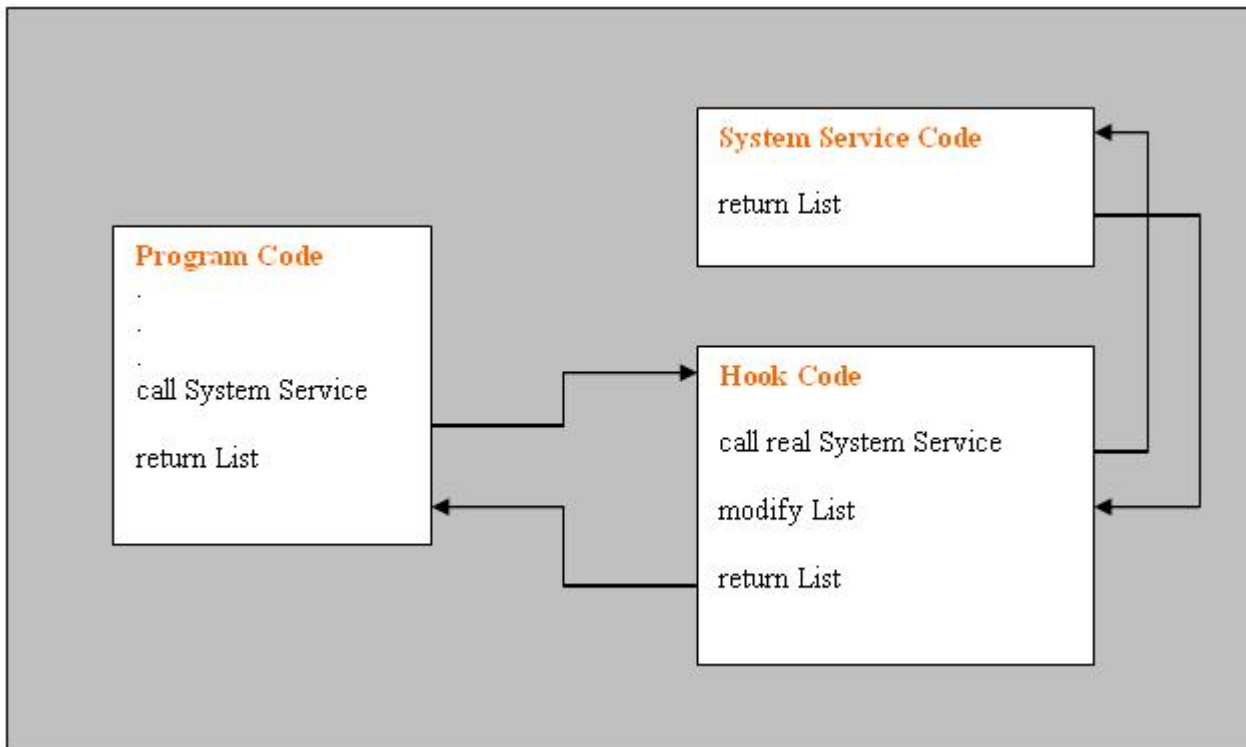 System Service Code
return List
Program Code
.
.
.
call System Service
return List
Hook Code
call real System Service
modify List
return List